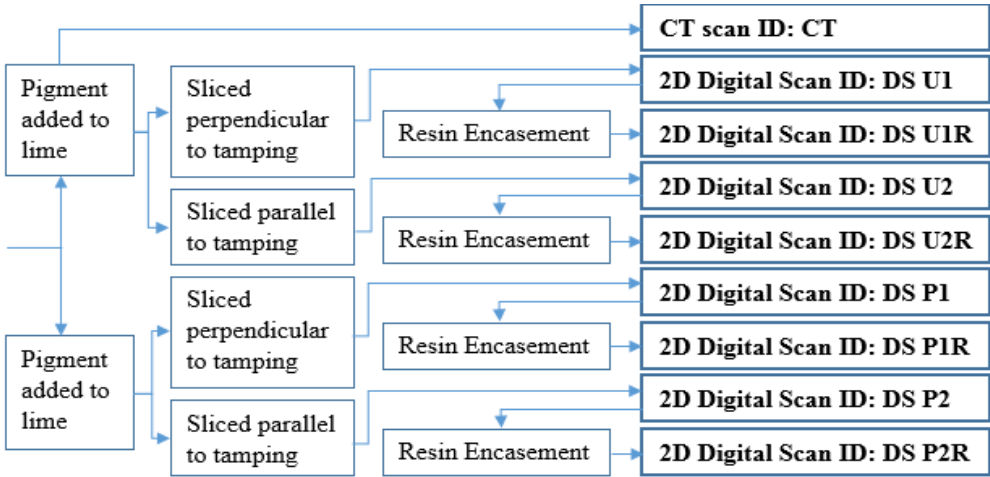 CT scan ID: CT
Pigment
added to
lime
Sliced
perpendicular
to tamping
2D Digital Scan ID: DS U1
Resin Encasement
2D Digital Scan ID: DS U1R
Sliced parallel
to tamping
2D Digital Scan ID: DS U2
Resin Encasement
2D Digital Scan ID: DS U2R
Pigment
added to
lime
Sliced
perpendicular
to tamping
2D Digital Scan ID: DS P1
Resin Encasement
2D Digital Scan ID: DS P1R
Sliced parallel
to tamping
2D Digital Scan ID: DS P2
Resin Encasement
2D Digital Scan ID: DS P2R